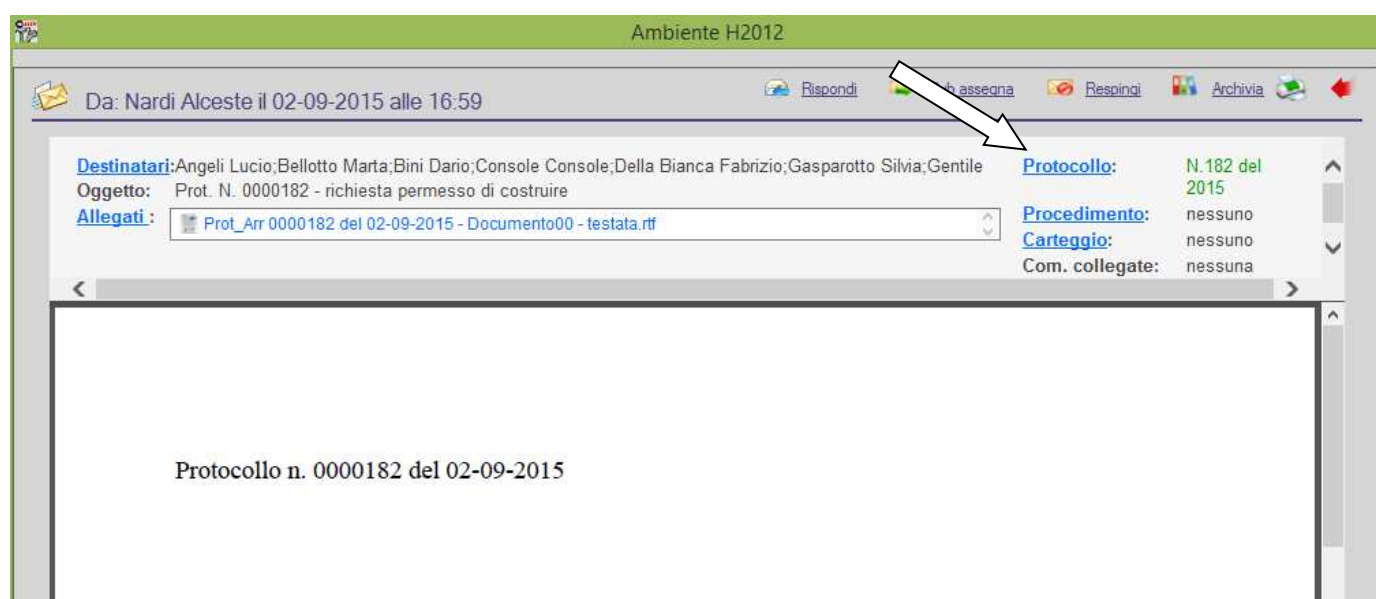 Ambiente H2012
Da: Nardi Alceste il 02-09-2015 alle 16:59
Rispondi
assegna
Respingi
Archivia
Destinatari:Angeli Lucio;Bellotto Marta;Bini Dario;Console Console;Della Bianca Fabrizio;Gasparotto Silvia;Gentile
Oggetto: Prot. N. 0000182 - richiesta permesso di costruire
Allegati : Prot_Arr 0000182 del 02-09-2015 - Documento00 - testata.rtf
Protocollo: N.182 del
2015
Procedimento: nessuno
Carteggio: nessuno
Com. collegate: nessuna
Protocollo n. 0000182 del 02-09-2015